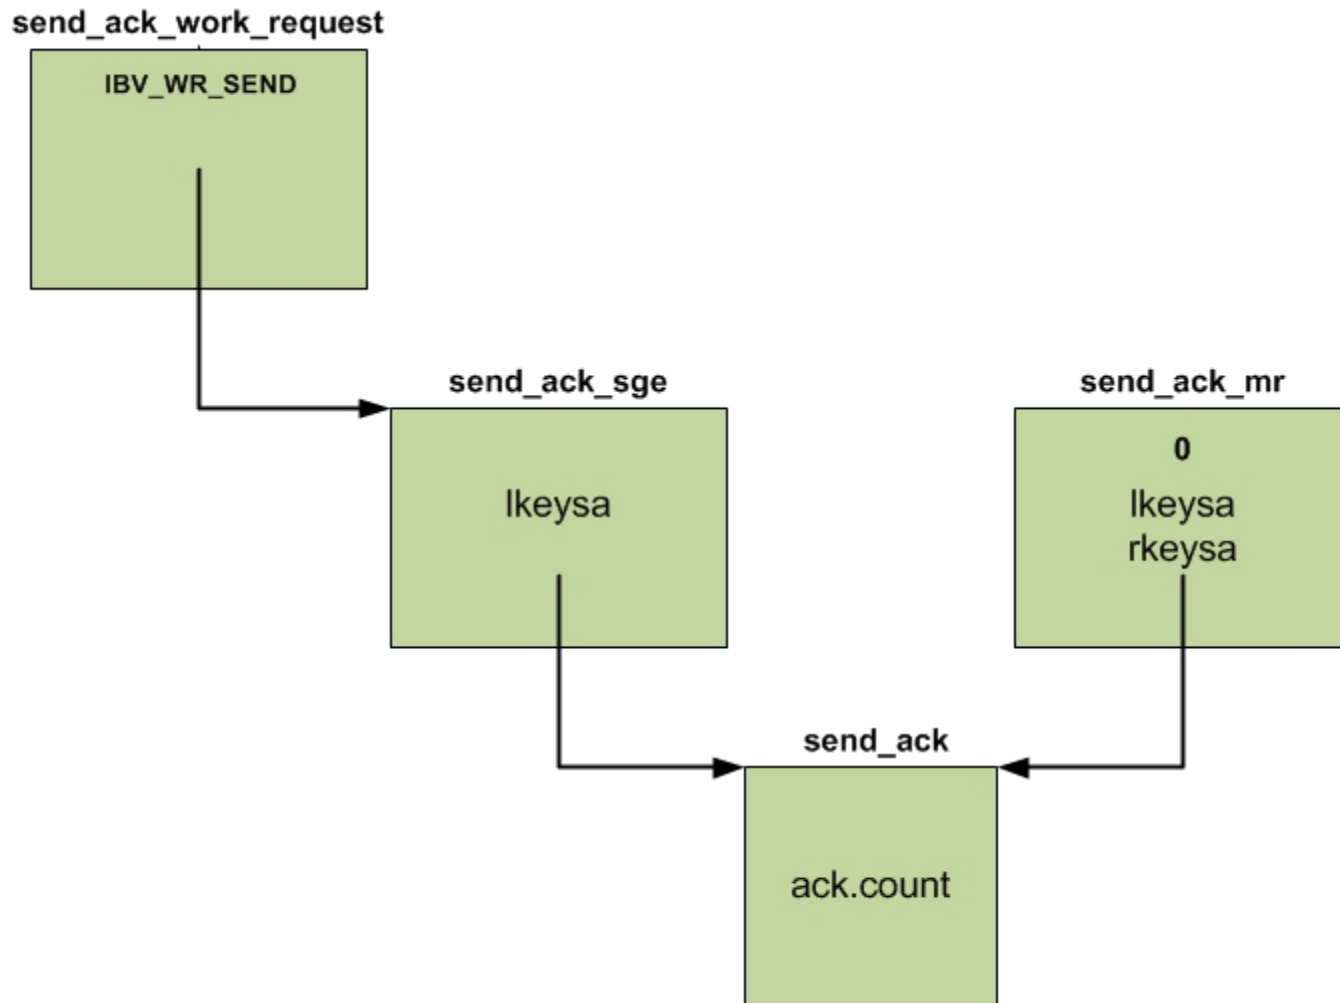 send_ack_work_request
IBV_WR_SEND
send_ack_sge
lkeysa
send_ack_mr
0
lkeysa
rkeysa
send_ack
ack.count